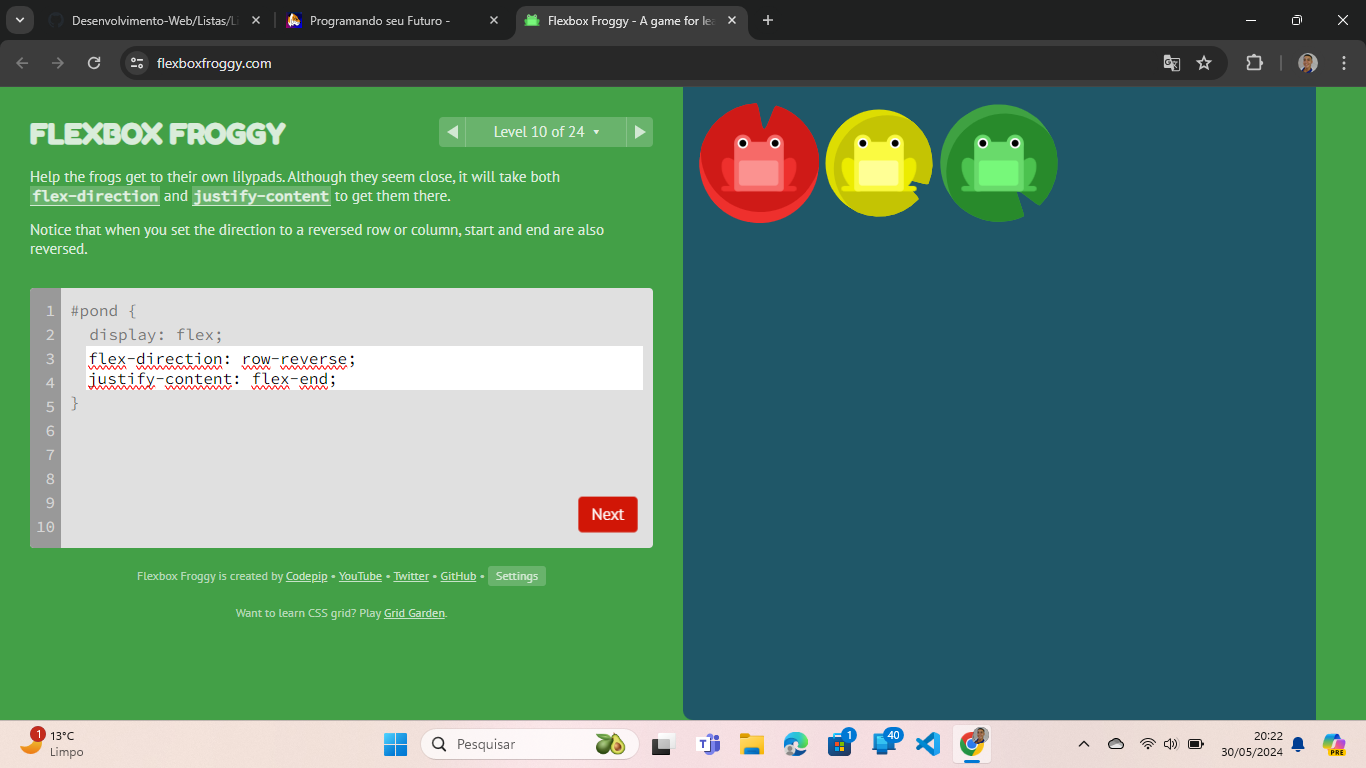 Desenvolvimento-Web/Listas/Li
Programando seu Futuro -
Flexbox Froggy - A game for lea
flexboxfroggy.com
FLEXBOX FROGGY
Level 10 of 24
Help the frogs get to their own lilypads. Although they seem close, it will take both
flex-direction and justify-content to get them there.
Notice that when you set the direction to a reversed row or column, start and end are also
reversed.
1 #pond {
2 display: flex;
3 flex-direction: row-reverse;
4 justify-content: flex-end;
5 }
6
7
8
9
10
Next
Flexbox Froggy is created by Codepip • YouTube • Twitter • GitHub • Settings
Want to learn CSS grid? Play Grid Garden.
1
13°C
Limpo
Pesquisar
1
40
20:22
30/05/2024
PRE